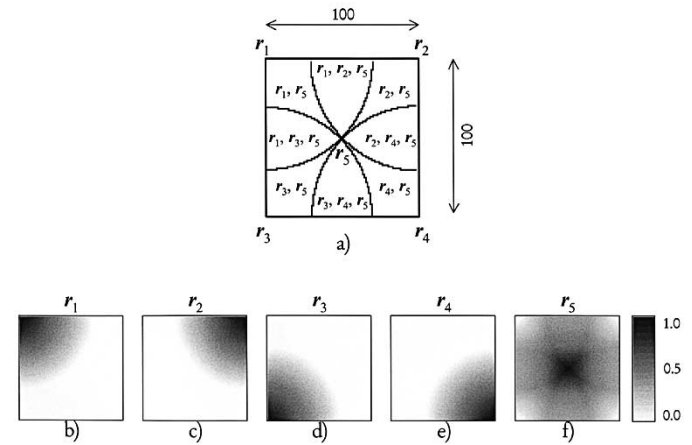 100
r1 r2
r1, r2, r5
r1, r5 r2, r5
100
r1, r3, r5 r2, r4, r5
r5
r3, r5 r4, r5
r3, r4, r5
r3 r4
a)
r1 r2 r3 r4 r5
1.0
0.5
0.0
b) c) d) e) f)